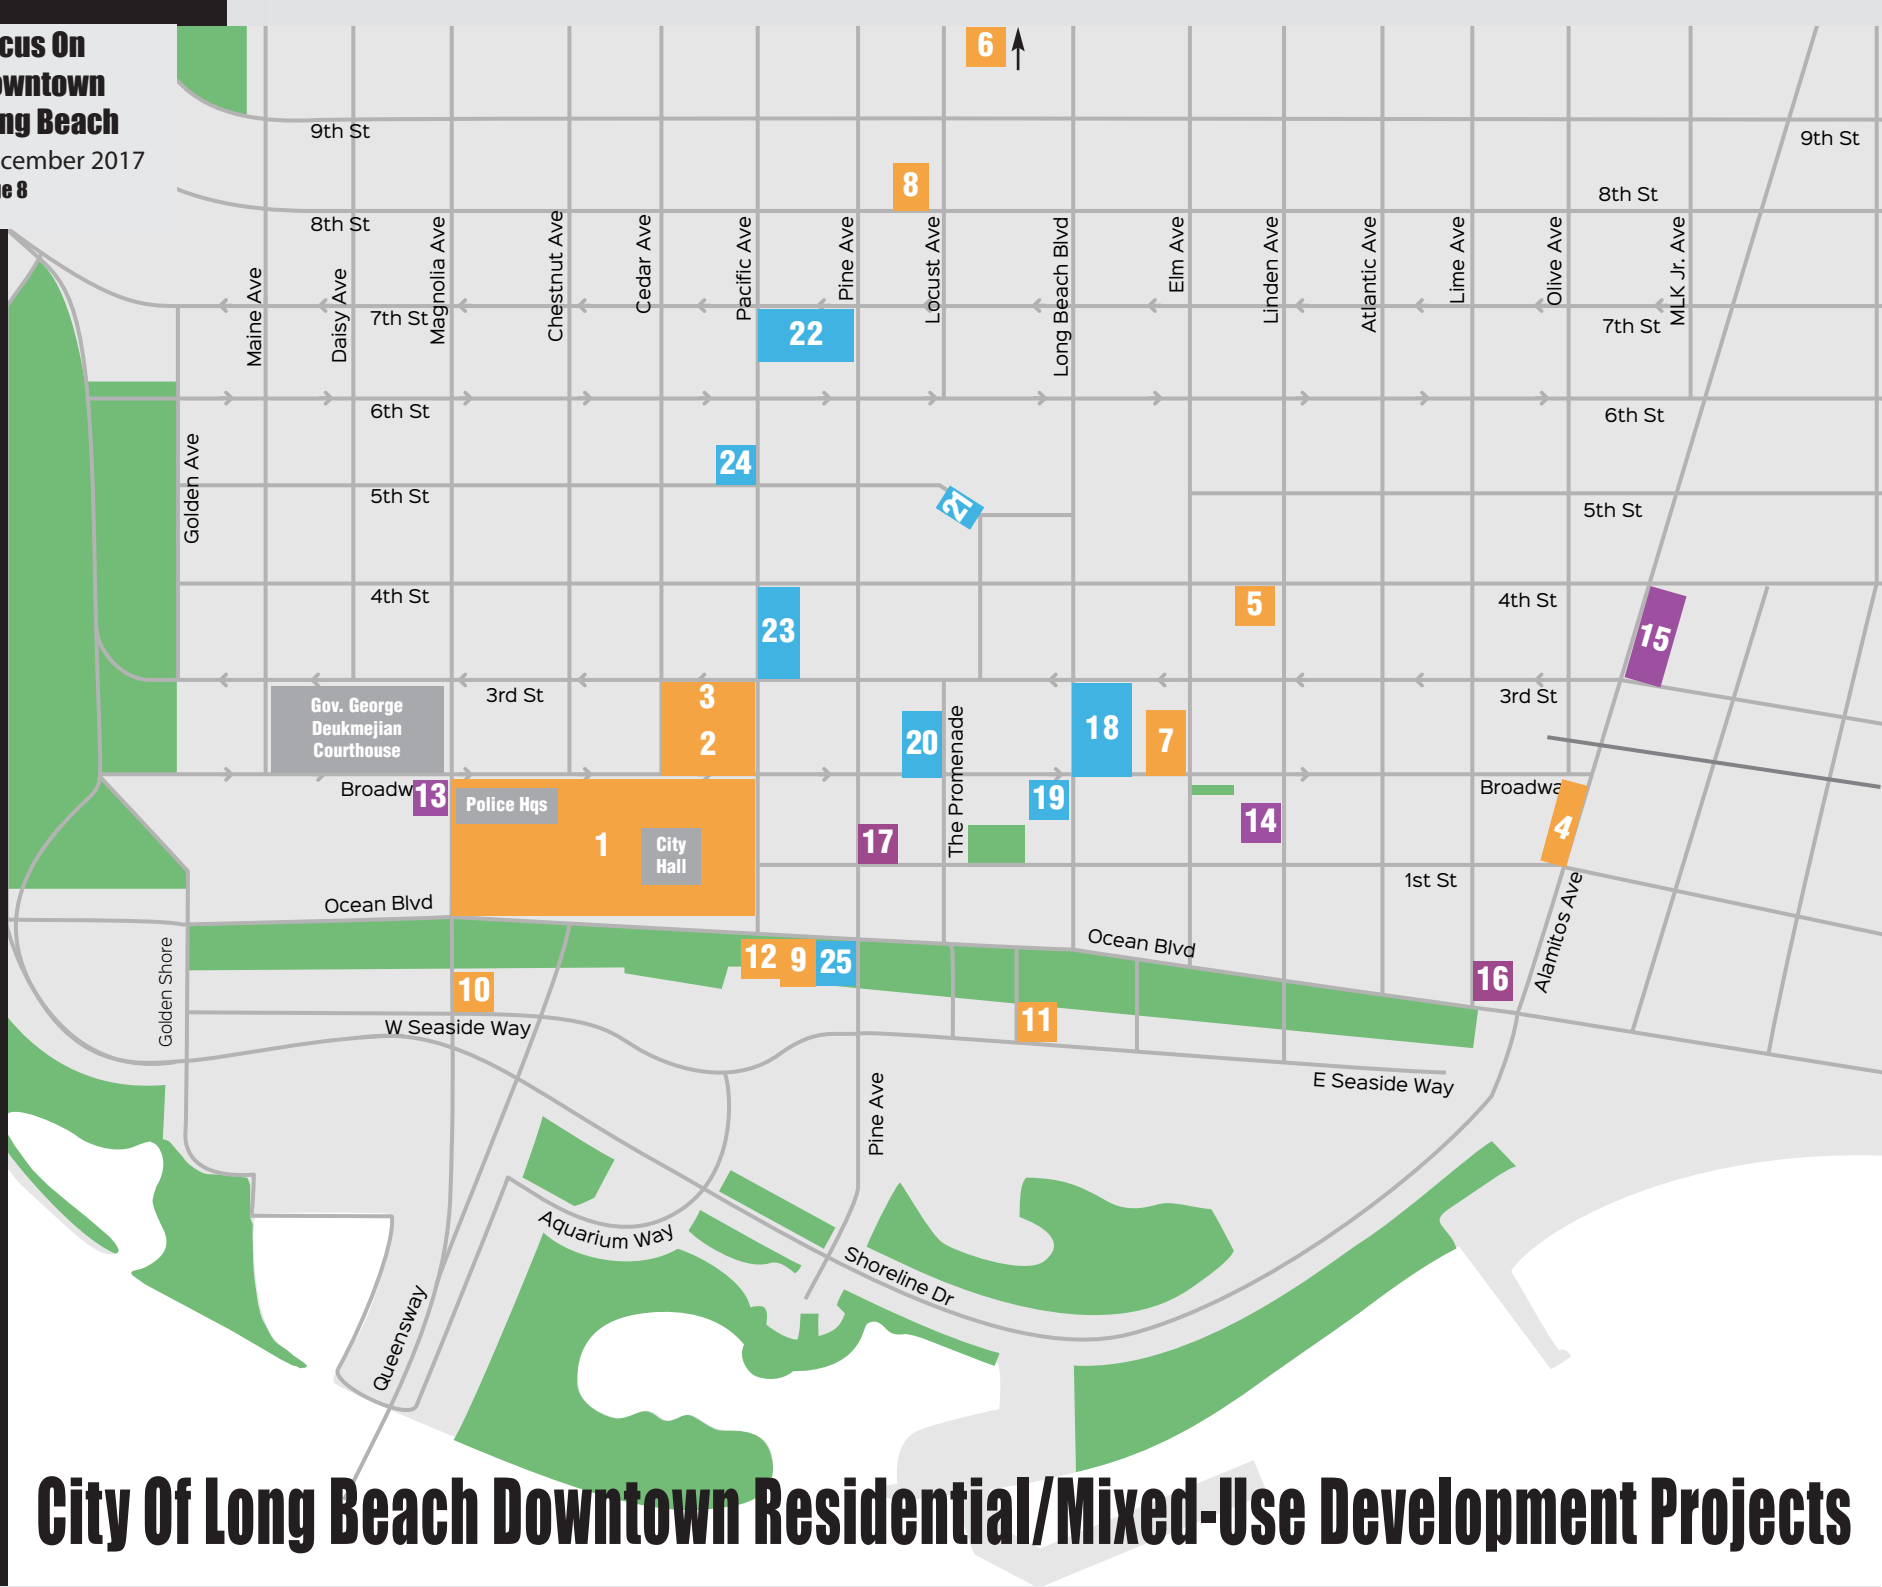 cus On
owntown
ng Beach
cember 2017
e 8
6
9th St
9th St
8
8th St
8th St
Maine Ave
Daisy Ave
Magnolia Ave
Chestnut Ave
Cedar Ave
Pacific Ave
Pine Ave
Locust Ave
Long Beach Blvd
Elm Ave
Linden Ave
Atlantic Ave
Lime Ave
Olive Ave
MLK Jr. Ave
7th St
22
7th St
6th St
6th St
Golden Ave
24
5th St
21
5th St
4th St
23
5
4th St
15
3rd St
3rd St
Gov. George
Deukmejian
Courthouse
3
2
20
The Promenade
18
7
Broadw
13
Police Hqs
1
City
Hall
17
19
14
Broadwa
4
1st St
Ocean Blvd
Ocean Blvd
Alamitos Ave
Golden Shore
12
9
25
16
10
11
W Seaside Way
E Seaside Way
Pine Ave
Aquarium Way
Shoreline Dr
Queensway
City Of Long Beach Downtown Residential/Mixed-Use Development Projects